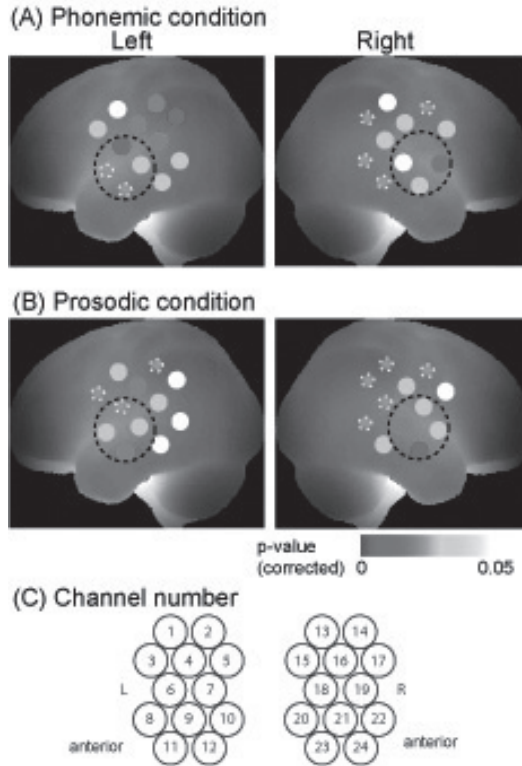 (A) Phonemic condition
Left Right
(B) Prosodic condition
p-value
(corrected) 0 0.05
(C) Channel number
1 2 13 14
3 4 5 15 16 17
L 6 7 18 19 R
8 9 10 20 21 22
anterior 11 12 23 24 anterior